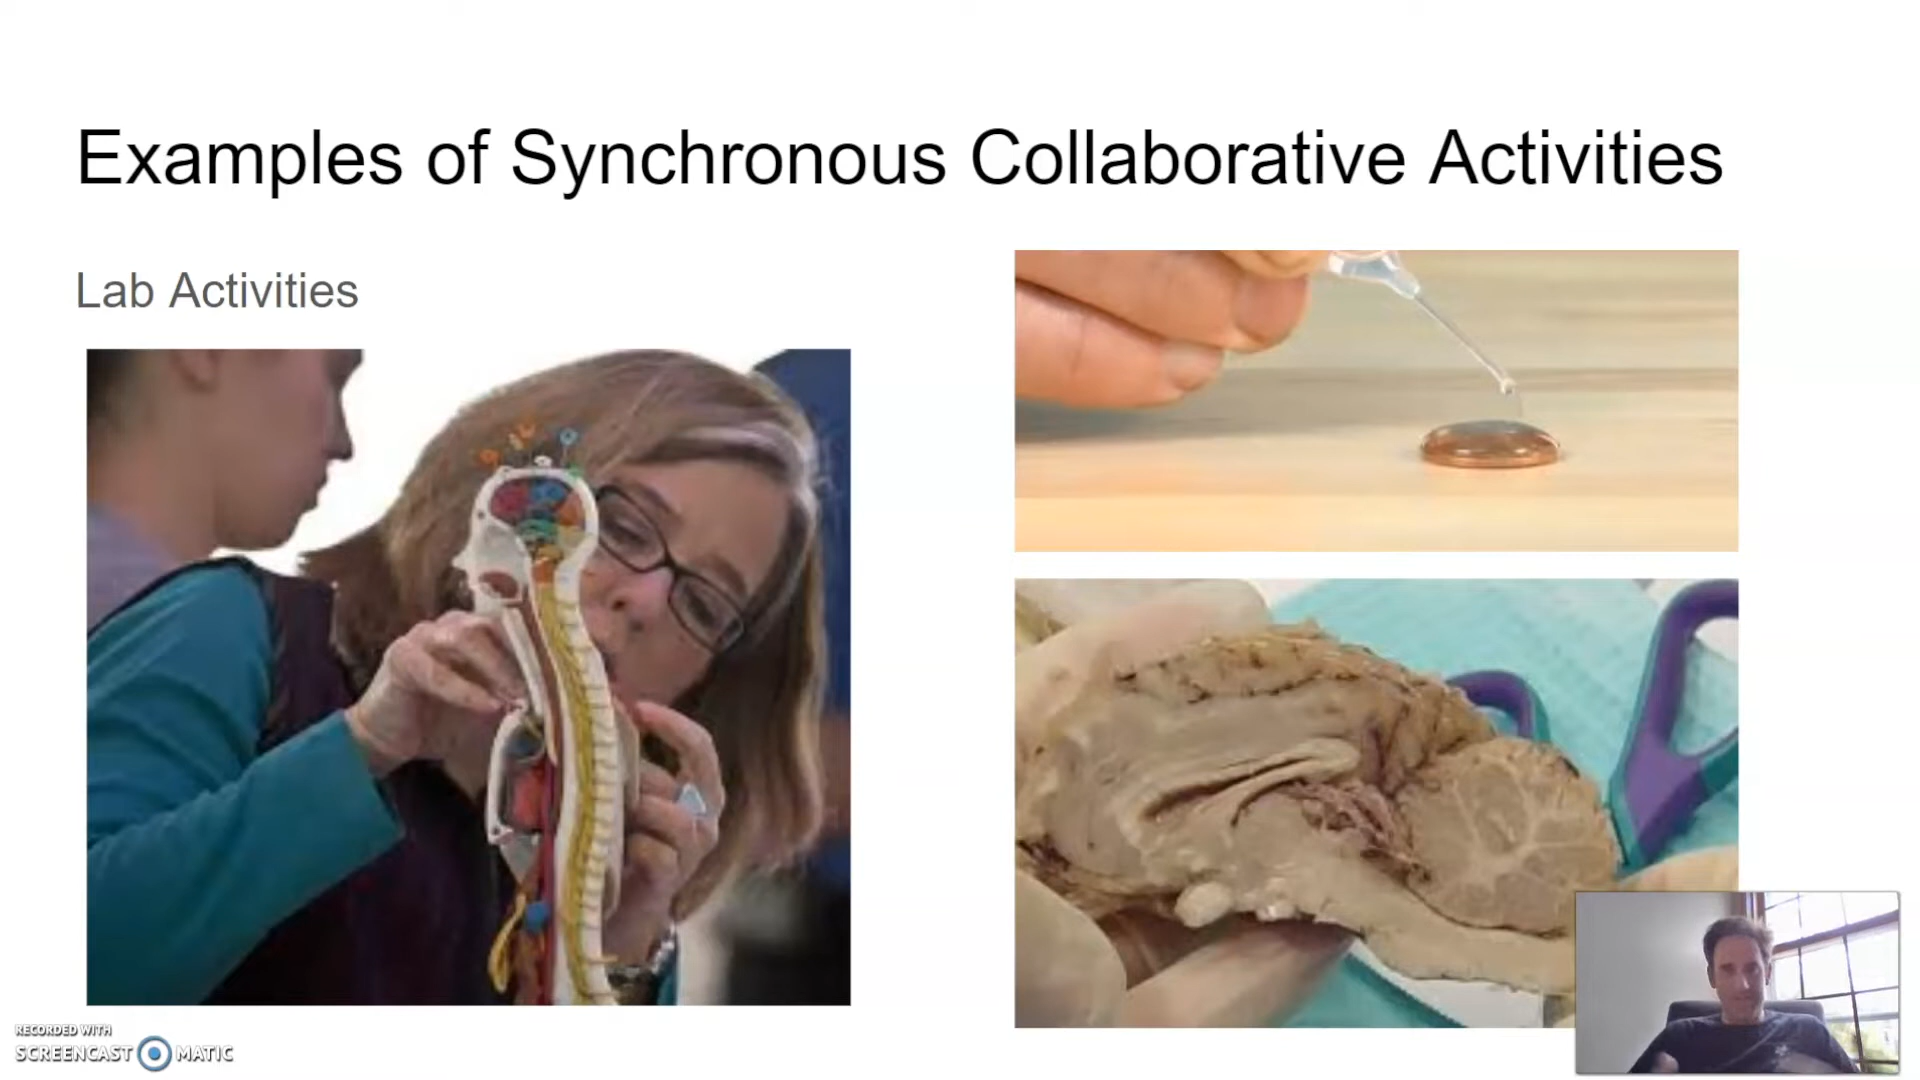 Examples of Synchronous Collaborative Activities
Lab Activities
RECORDED WITH
SCREENCAST MATIC